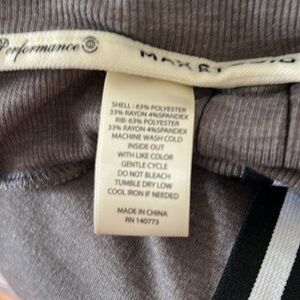 Performance
SHELL : 63% POLYESTER
33% RAYON 4%SPANDEX
RIB: 63% POLYESTER
33% RAYON 4%SPANDEX
MACHINE WASH COLD
INSIDE OUT
WITH LIKE COLOR
GENTLE CYCLE
DO NOT BLEACH
TUMBLE DRY LOW
COOL IRON IF NEEDED
MADE IN CHINA
RN 140773